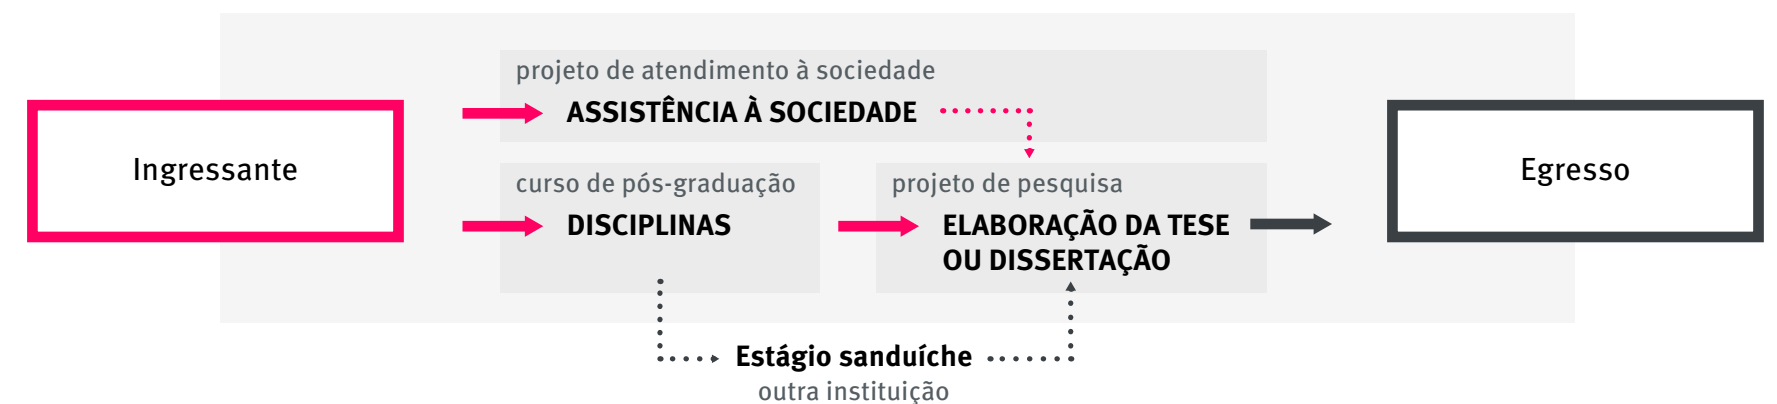 projeto de atendimento à sociedade
ASSISTÊNCIA À SOCIEDADE
Ingressante
curso de pós-graduação
DISCIPLINAS
projeto de pesquisa
ELABORAÇÃO DA TESE
OU DISSERTAÇÃO
Egresso
Estágio sanduíche
outra instituição